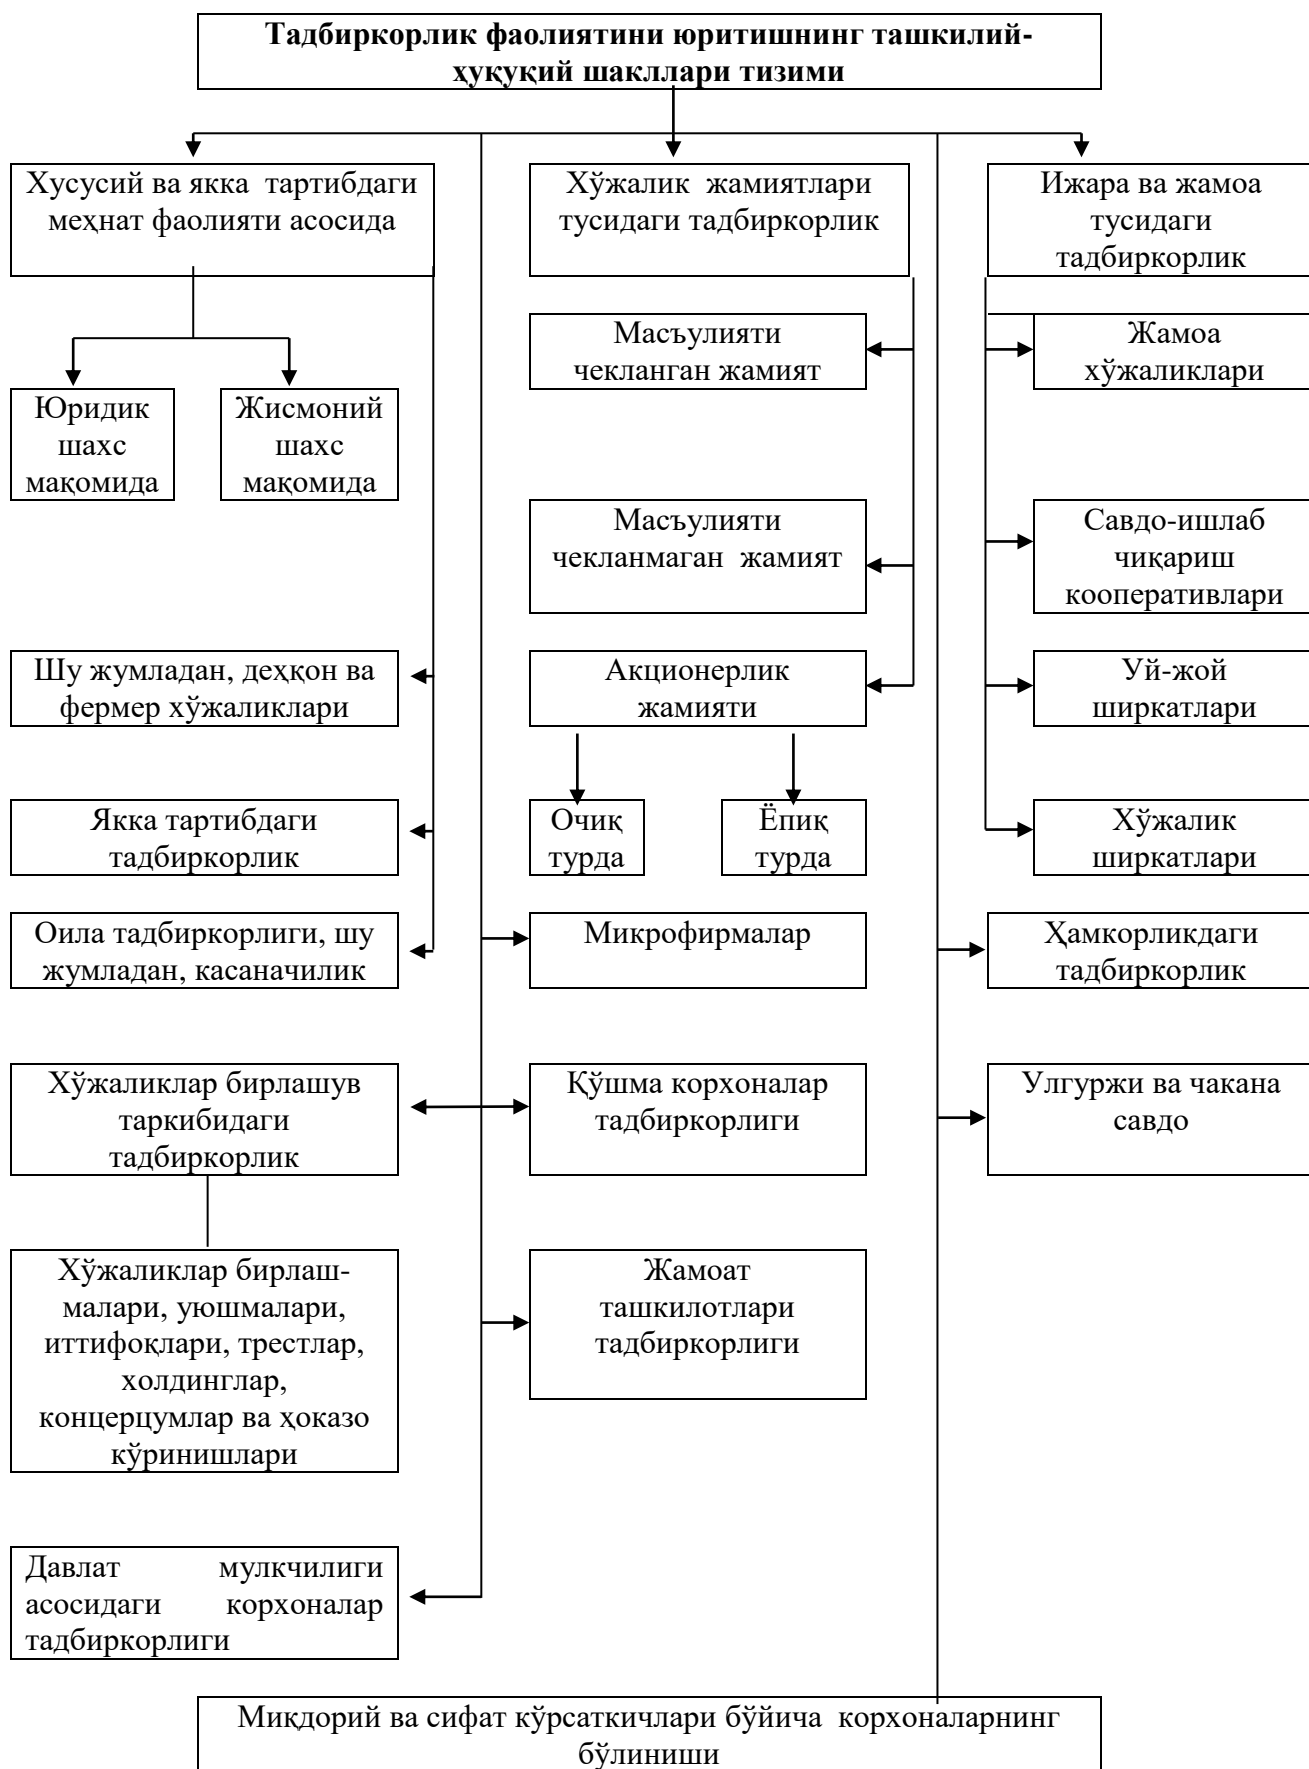 Тадбиркорлик фаолиятини юритишнинг ташкилий-
ҳуқуқий шакллари тизими
Хусусий ва якка тартибдаги
меҳнат фаолияти асосида
Хўжалик жамиятлари
тусидаги тадбиркорлик
Ижара ва жамоа
тусидаги
тадбиркорлик
Масъулияти
чекланган жамият
Жамоа
хўжаликлари
Юридик
шахс
мақомида
Жисмоний
шахс
мақомида
Масъулияти
чекланмаган жамият
Савдо-ишлаб
чиқариш
кооперативлари
Шу жумладан, деҳқон ва
фермер хўжаликлари
Акционерлик
жамияти
Уй-жой
ширкатлари
Якка тартибдаги
тадбиркорлик
Очиқ
турда
Ёпиқ
турда
Хўжалик
ширкатлари
Оила тадбиркорлиги, шу
жумладан, касаначилик
Микрофирмалар
Ҳамкорликдаги
тадбиркорлик
Хўжаликлар бирлашув
таркибидаги
тадбиркорлик
Қўшма корхоналар
тадбиркорлиги
Улгуржи ва чакана
савдо
Хўжаликлар бирлаш-
малари, уюшмалари,
иттифоқлари, трестлар,
холдинглар,
концерцумлар ва ҳоказо
кўринишлари
Жамоат
ташкилотлари
тадбиркорлиги
Давлат мулкчилиги
асосидаги корхоналар
тадбиркорлиги
Миқдорий ва сифат кўрсаткичлари бўйича корхоналарнинг
бўлиниши